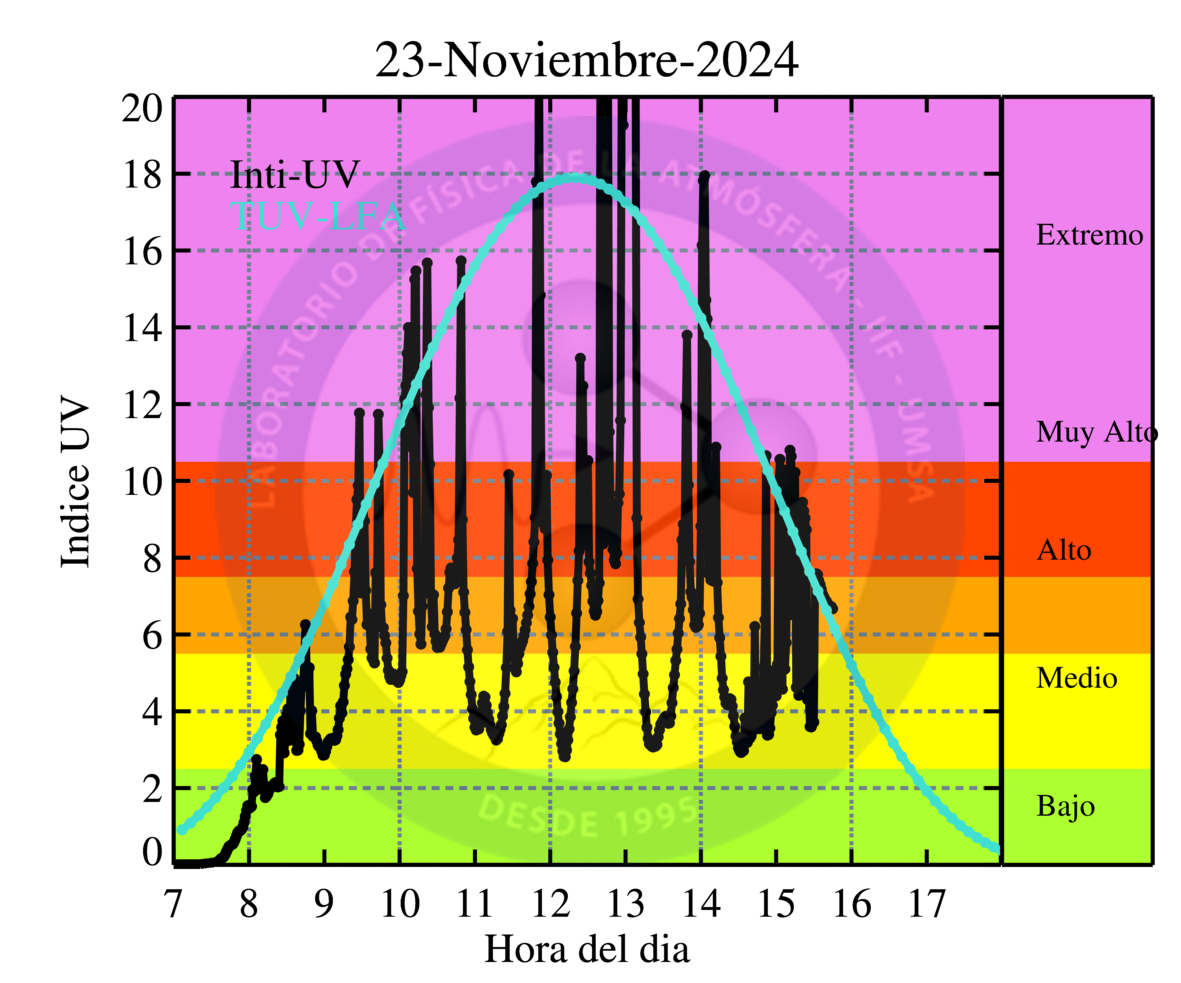 23-Noviembre-2024
Inti-UV
TUV-LFA
LABORATORIO DE FÍSICA DE LA ATMÓSFERA - IIF - UMSA
DESDE 1995
Indice UV
20
18
16
14
12
10
8
6
4
2
0
7 8 9 10 11 12 13 14 15 16 17
Hora del dia
Extremo
Muy Alto
Alto
Medio
Bajo